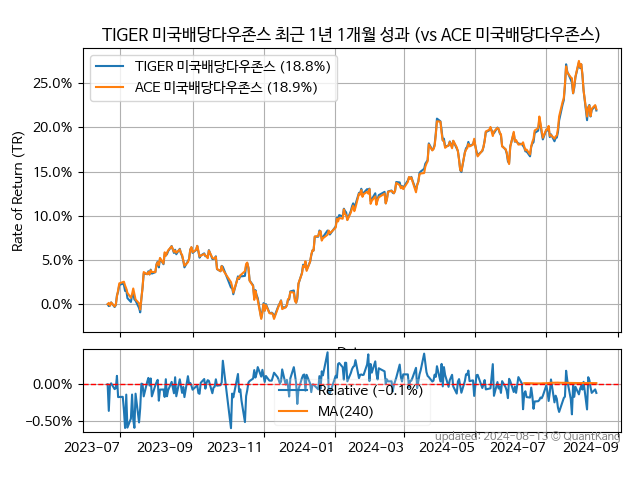 TIGER 미국배당다우존스 최근 1년 1개월 성과 (vs ACE 미국배당다우존스)
TIGER 미국배당다우존스 (18.8%)
ACE 미국배당다우존스 (18.9%)
Rate of Return (TR)
25.0%
20.0%
15.0%
10.0%
5.0%
0.0%
0.00%
−0.50%
Relative (−0.1%)
MA(240)
updated: 2024-08-13 © QuantKang
2023−07
2023−09
2023−11
2024−01
2024−03
2024−05
2024−07
2024−09